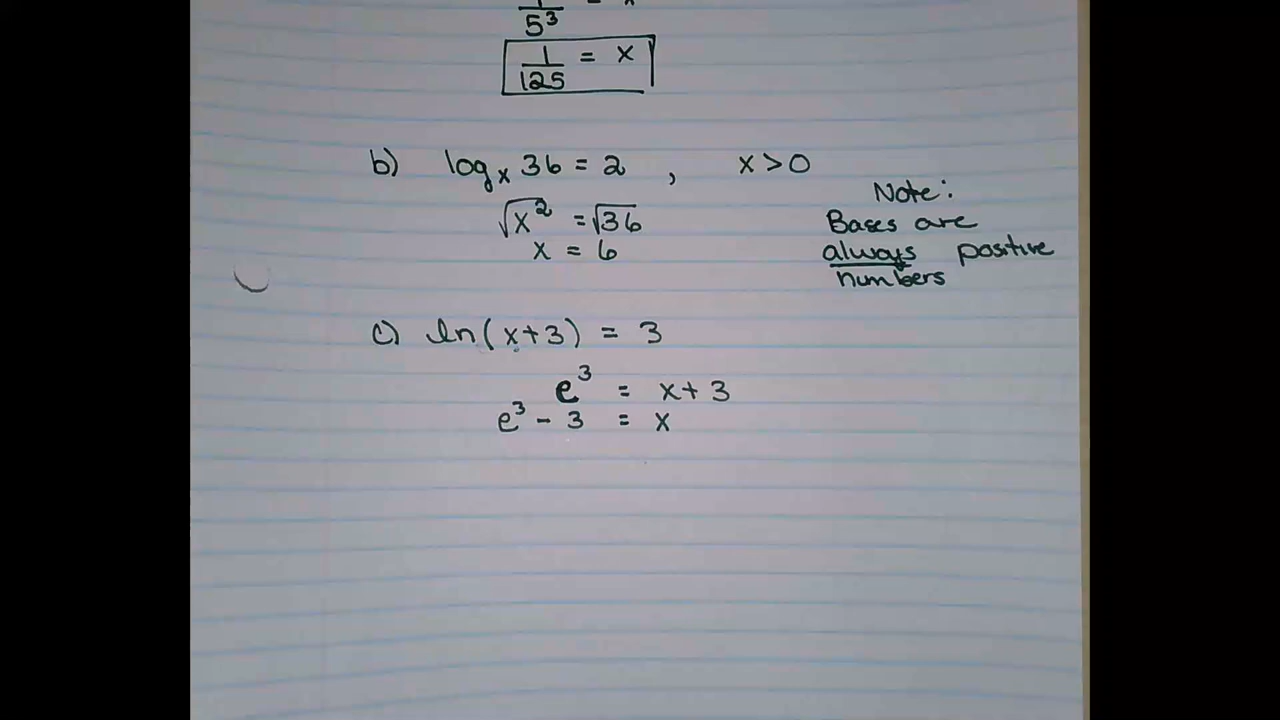 1/5³ = x
1/125 = x
b) logₓ 36 = 2 , x > 0
√x² = √36
x = 6
Note:
Bases are
always positive
numbers
c) ln(x+3) = 3
e³ = x + 3
e³ - 3 = x